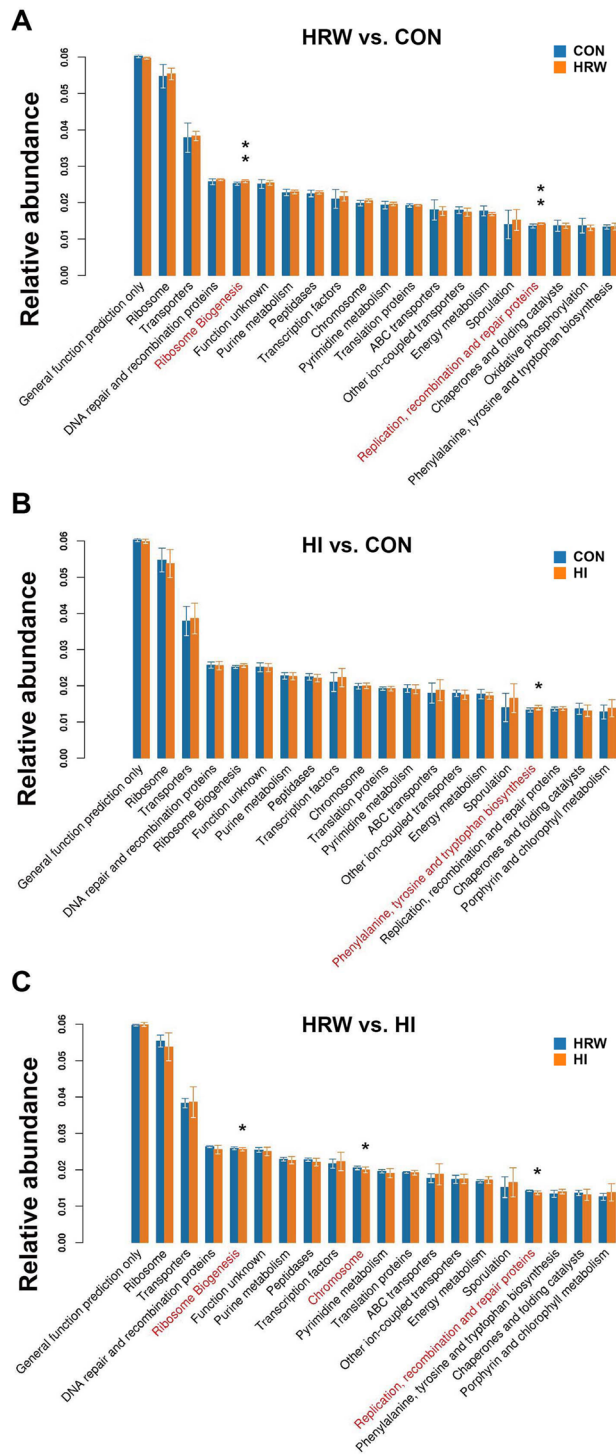 A
HRW vs. CON
CON
HRW
Relative abundance
0.06
0.05
0.04
0.03
0.02
0.01
0.00
**
**
General function prediction only
Ribosome
Transporters
DNA repair and recombination proteins
Ribosome Biogenesis
Function unknown
Purine metabolism
Peptidases
Transcription factors
Chromosome
Pyrimidine metabolism
Translation proteins
ABC transporters
Other ion-coupled transporters
Energy metabolism
Sporulation
Replication, recombination and repair proteins
Chaperones and folding catalysts
Oxidative phosphorylation
Phenylalanine, tyrosine and tryptophan biosynthesis
B
HI vs. CON
CON
HI
Relative abundance
0.06
0.05
0.04
0.03
0.02
0.01
0.00
*
General function prediction only
Ribosome
Transporters
DNA repair and recombination proteins
Ribosome Biogenesis
Function unknown
Purine metabolism
Peptidases
Transcription factors
Chromosome
Translation proteins
Pyrimidine metabolism
ABC transporters
Other ion-coupled transporters
Energy metabolism
Sporulation
Phenylalanine, tyrosine and tryptophan biosynthesis
Replication, recombination and repair proteins
Chaperones and folding catalysts
Porphyrin and chlorophyll metabolism
C
HRW vs. HI
HRW
HI
Relative abundance
0.06
0.05
0.04
0.03
0.02
0.01
0.00
*
*
*
General function prediction only
Ribosome
Transporters
DNA repair and recombination proteins
Ribosome Biogenesis
Function unknown
Purine metabolism
Peptidases
Transcription factors
Chromosome
Pyrimidine metabolism
Translation proteins
ABC transporters
Other ion-coupled transporters
Energy metabolism
Sporulation
Replication, recombination and repair proteins
Phenylalanine, tyrosine and tryptophan biosynthesis
Chaperones and folding catalysts
Porphyrin and chlorophyll metabolism